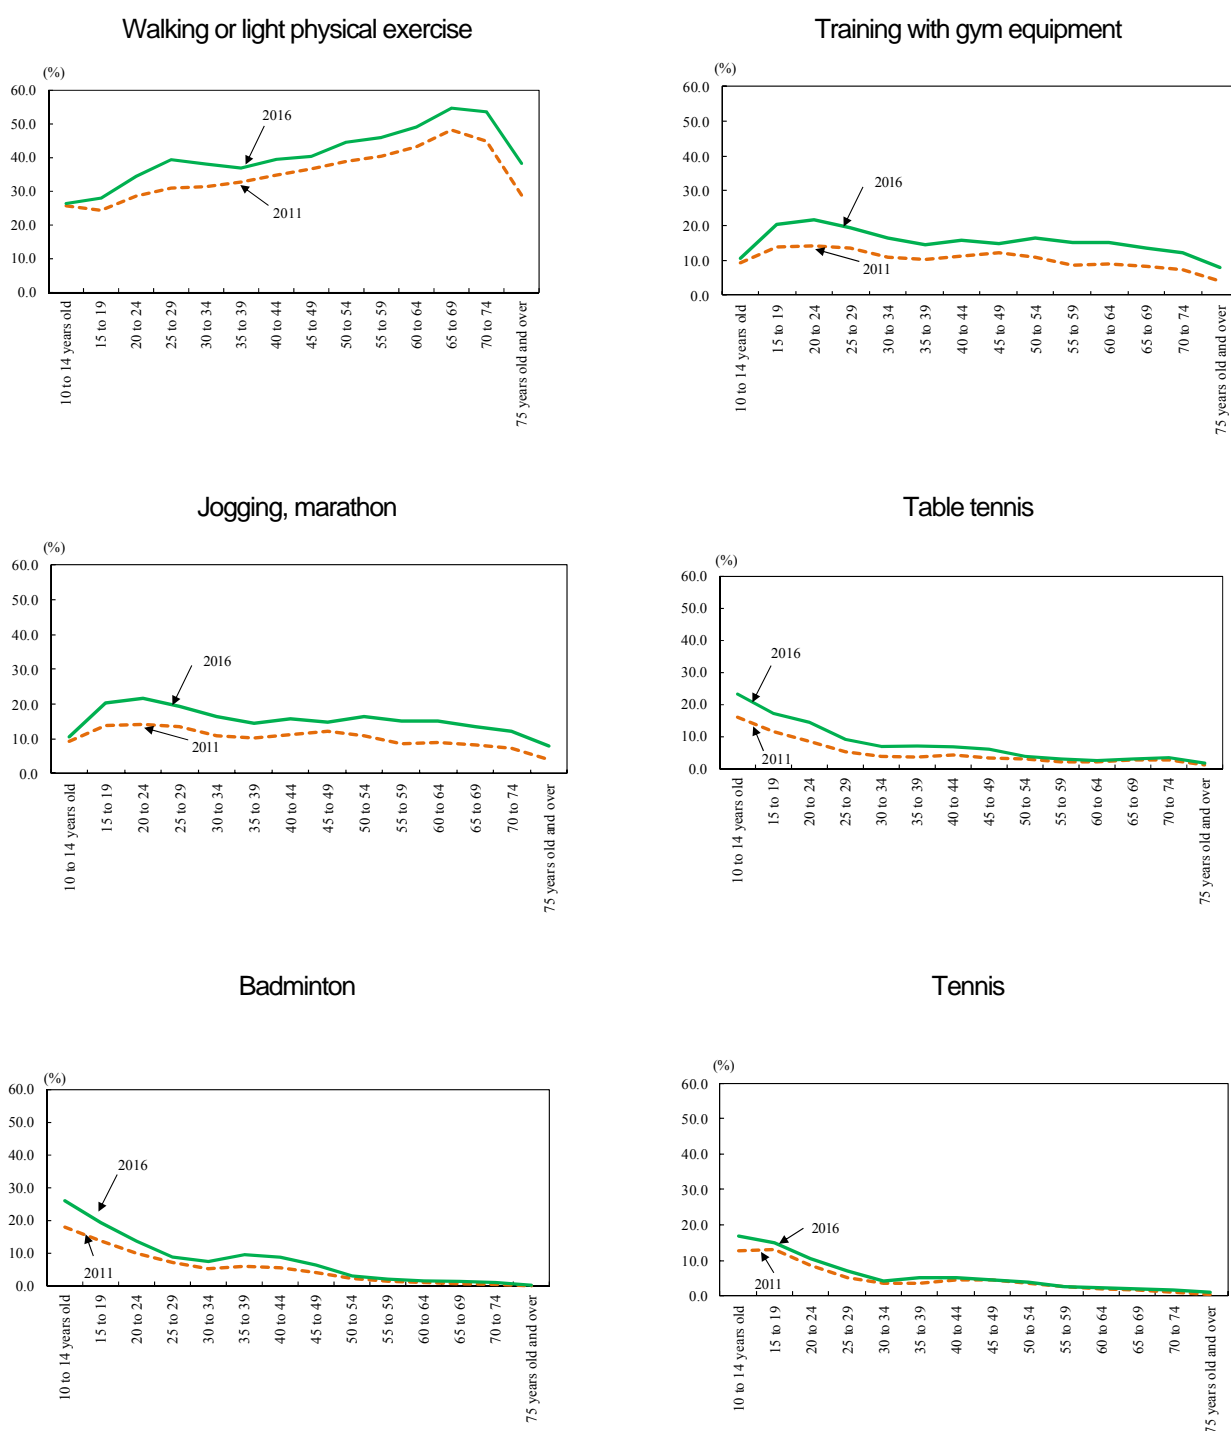 Walking or light physical exercise
(%)
60.0
50.0
40.0
30.0
20.0
10.0
0.0
2016
2011
10 to 14 years old
15 to 19
20 to 24
25 to 29
30 to 34
35 to 39
40 to 44
45 to 49
50 to 54
55 to 59
60 to 64
65 to 69
70 to 74
75 years old and over
Training with gym equipment
(%)
60.0
50.0
40.0
30.0
20.0
10.0
0.0
2016
2011
10 to 14 years old
15 to 19
20 to 24
25 to 29
30 to 34
35 to 39
40 to 44
45 to 49
50 to 54
55 to 59
60 to 64
65 to 69
70 to 74
75 years old and over
Jogging, marathon
(%)
60.0
50.0
40.0
30.0
20.0
10.0
0.0
2016
2011
10 to 14 years old
15 to 19
20 to 24
25 to 29
30 to 34
35 to 39
40 to 44
45 to 49
50 to 54
55 to 59
60 to 64
65 to 69
70 to 74
75 years old and over
Table tennis
(%)
60.0
50.0
40.0
30.0
20.0
10.0
0.0
2016
2011
10 to 14 years old
15 to 19
20 to 24
25 to 29
30 to 34
35 to 39
40 to 44
45 to 49
50 to 54
55 to 59
60 to 64
65 to 69
70 to 74
75 years old and over
Badminton
(%)
60.0
50.0
40.0
30.0
20.0
10.0
0.0
2016
2011
10 to 14 years old
15 to 19
20 to 24
25 to 29
30 to 34
35 to 39
40 to 44
45 to 49
50 to 54
55 to 59
60 to 64
65 to 69
70 to 74
75 years old and over
Tennis
(%)
60.0
50.0
40.0
30.0
20.0
10.0
0.0
2016
2011
10 to 14 years old
15 to 19
20 to 24
25 to 29
30 to 34
35 to 39
40 to 44
45 to 49
50 to 54
55 to 59
60 to 64
65 to 69
70 to 74
75 years old and over